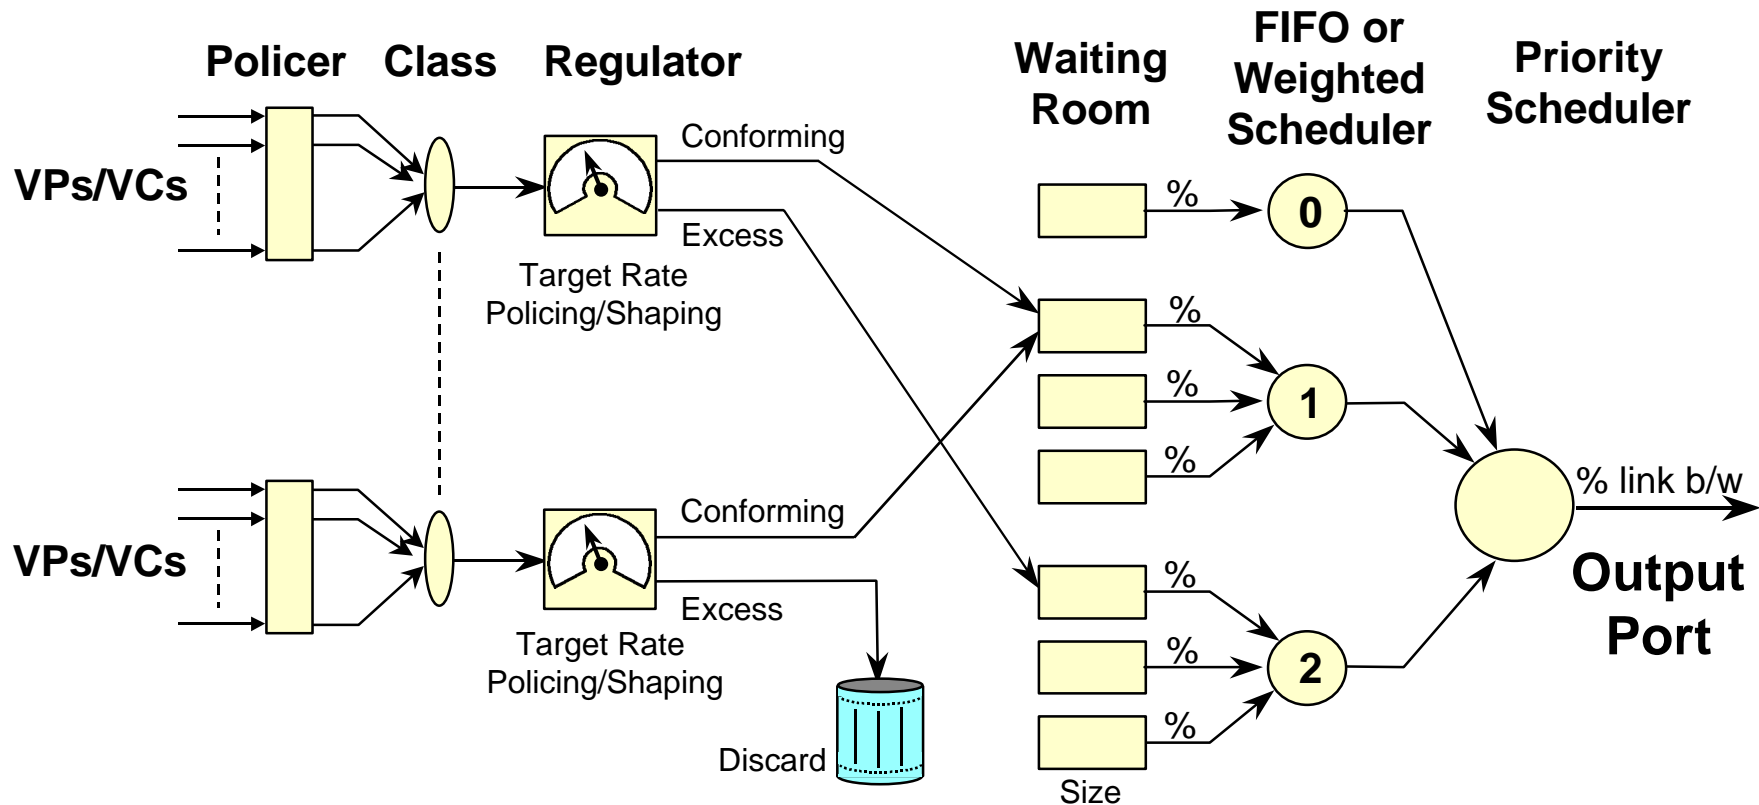 Policer
Class
Regulator
Waiting
Room
FIFO or
Weighted
Scheduler
Priority
Scheduler
VPs/VCs
Conforming
Excess
Target Rate
Policing/Shaping
%
0
%
%
%
1
VPs/VCs
Conforming
Excess
Target Rate
Policing/Shaping
Discard
%
%
%
2
Size
% link b/w
Output
Port